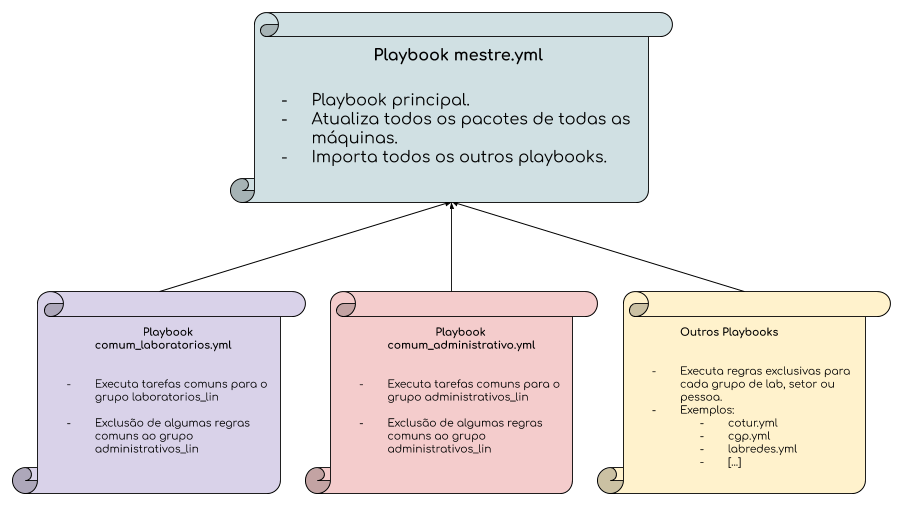 Playbook mestre.yml
- Playbook principal.
- Atualiza todos os pacotes de todas as
máquinas.
- Importa todos os outros playbooks.
Playbook
comum_laboratorios.yml
- Executa tarefas comuns para o
grupo laboratorios_lin
- Exclusão de algumas regras
comuns ao grupo
administrativos_lin
Playbook
comum_administrativo.yml
- Executa tarefas comuns para o
grupo administrativos_lin
- Exclusão de algumas regras
comuns ao grupo
administrativos_lin
Outros Playbooks
- Executa regras exclusivas para
cada grupo de lab, setor ou
pessoa.
- Exemplos:
- cotur.yml
- cgp.yml
- labredes.yml
- [...]